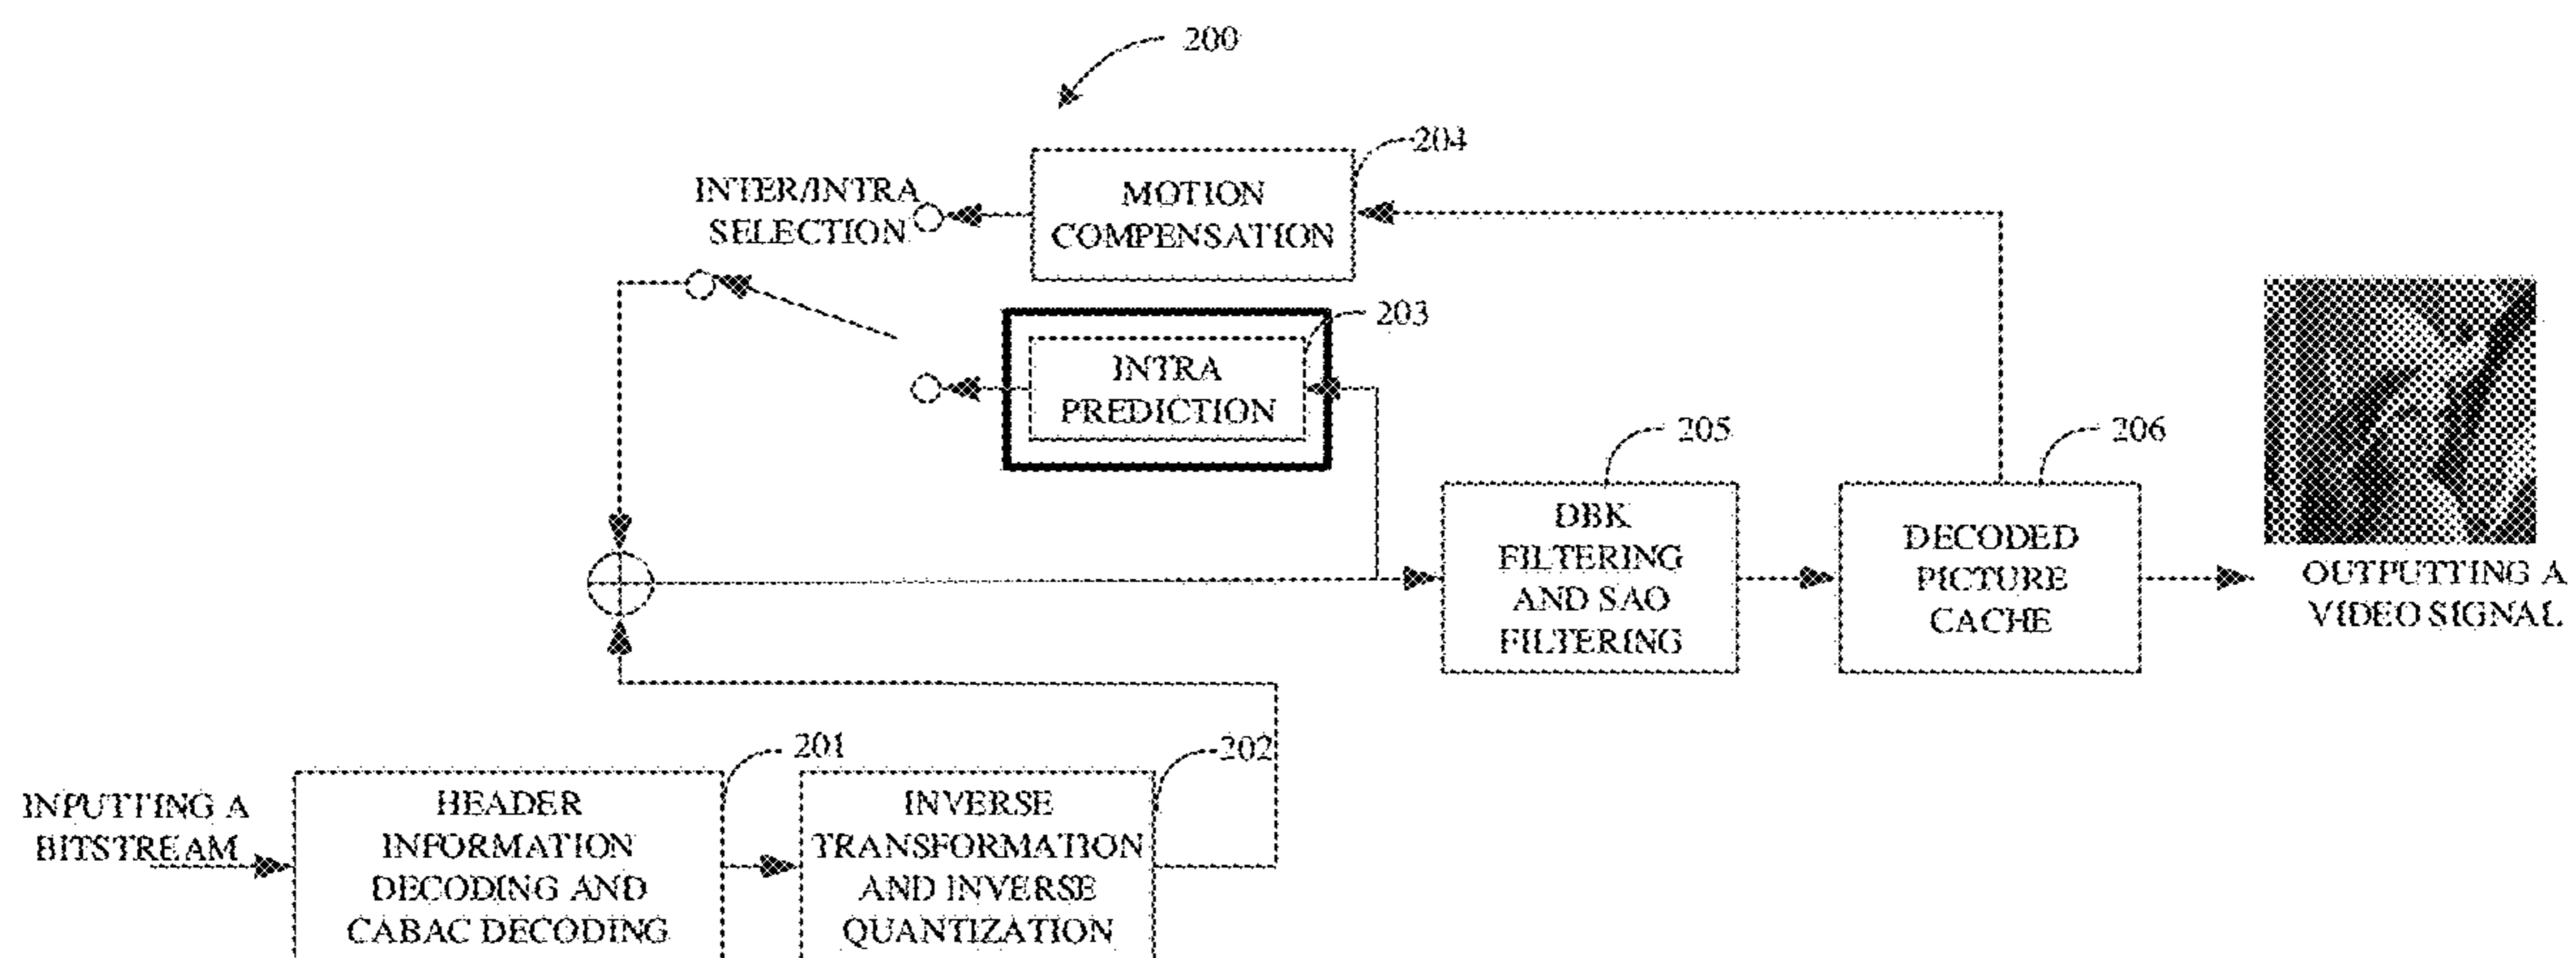 200
204
INTER/INTRA
SELECTION
MOTION
COMPENSATION
203
INTRA
PREDICTION
205
206
DBK
FILTERING
AND SAO
FILTERING
DECODED
PICTURE
CACHE
OUTPUTTING A
VIDEO SIGNAL
201
202
INPUTTING A
BITSTREAM
HEADER
INFORMATION
DECODING AND
CABAC DECODING
INVERSE
TRANSFORMATION
AND INVERSE
QUANTIZATION